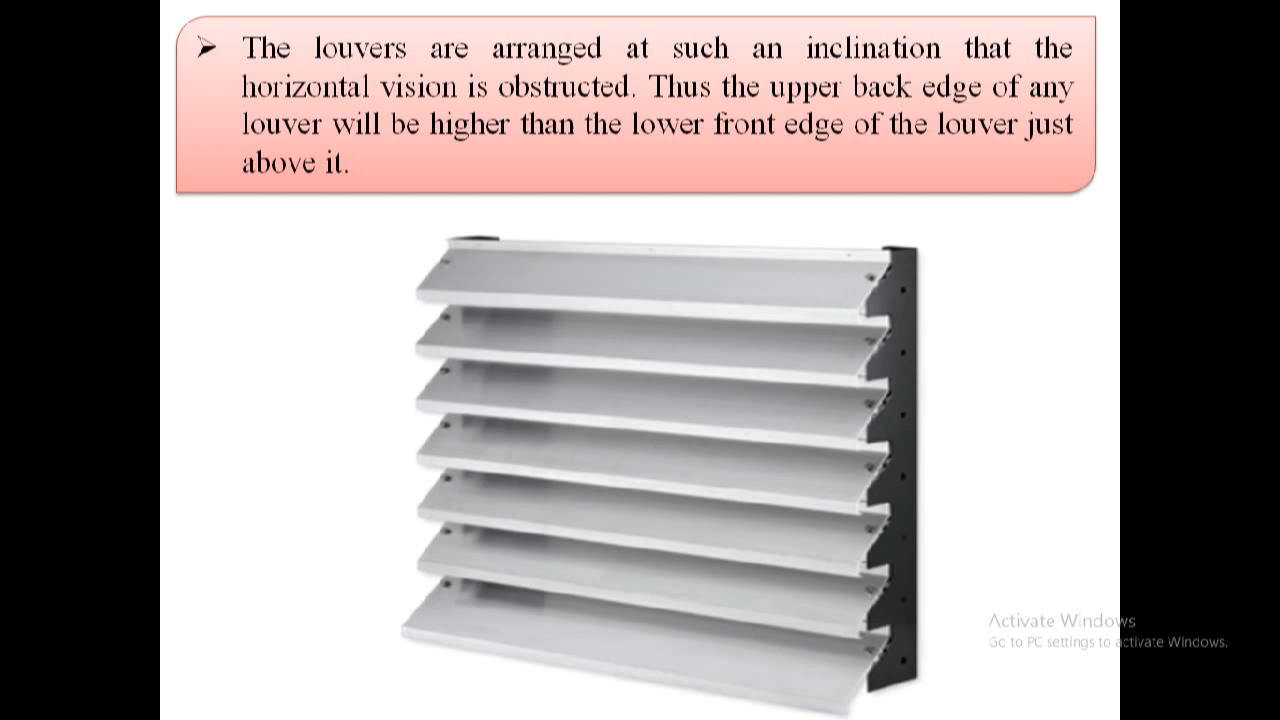 ➢ The louvers are arranged at such an inclination that the
horizontal vision is obstructed. Thus the upper back edge of any
louver will be higher than the lower front edge of the louver just
above it.
Activate Windows
Go to PC settings to activate Windows.